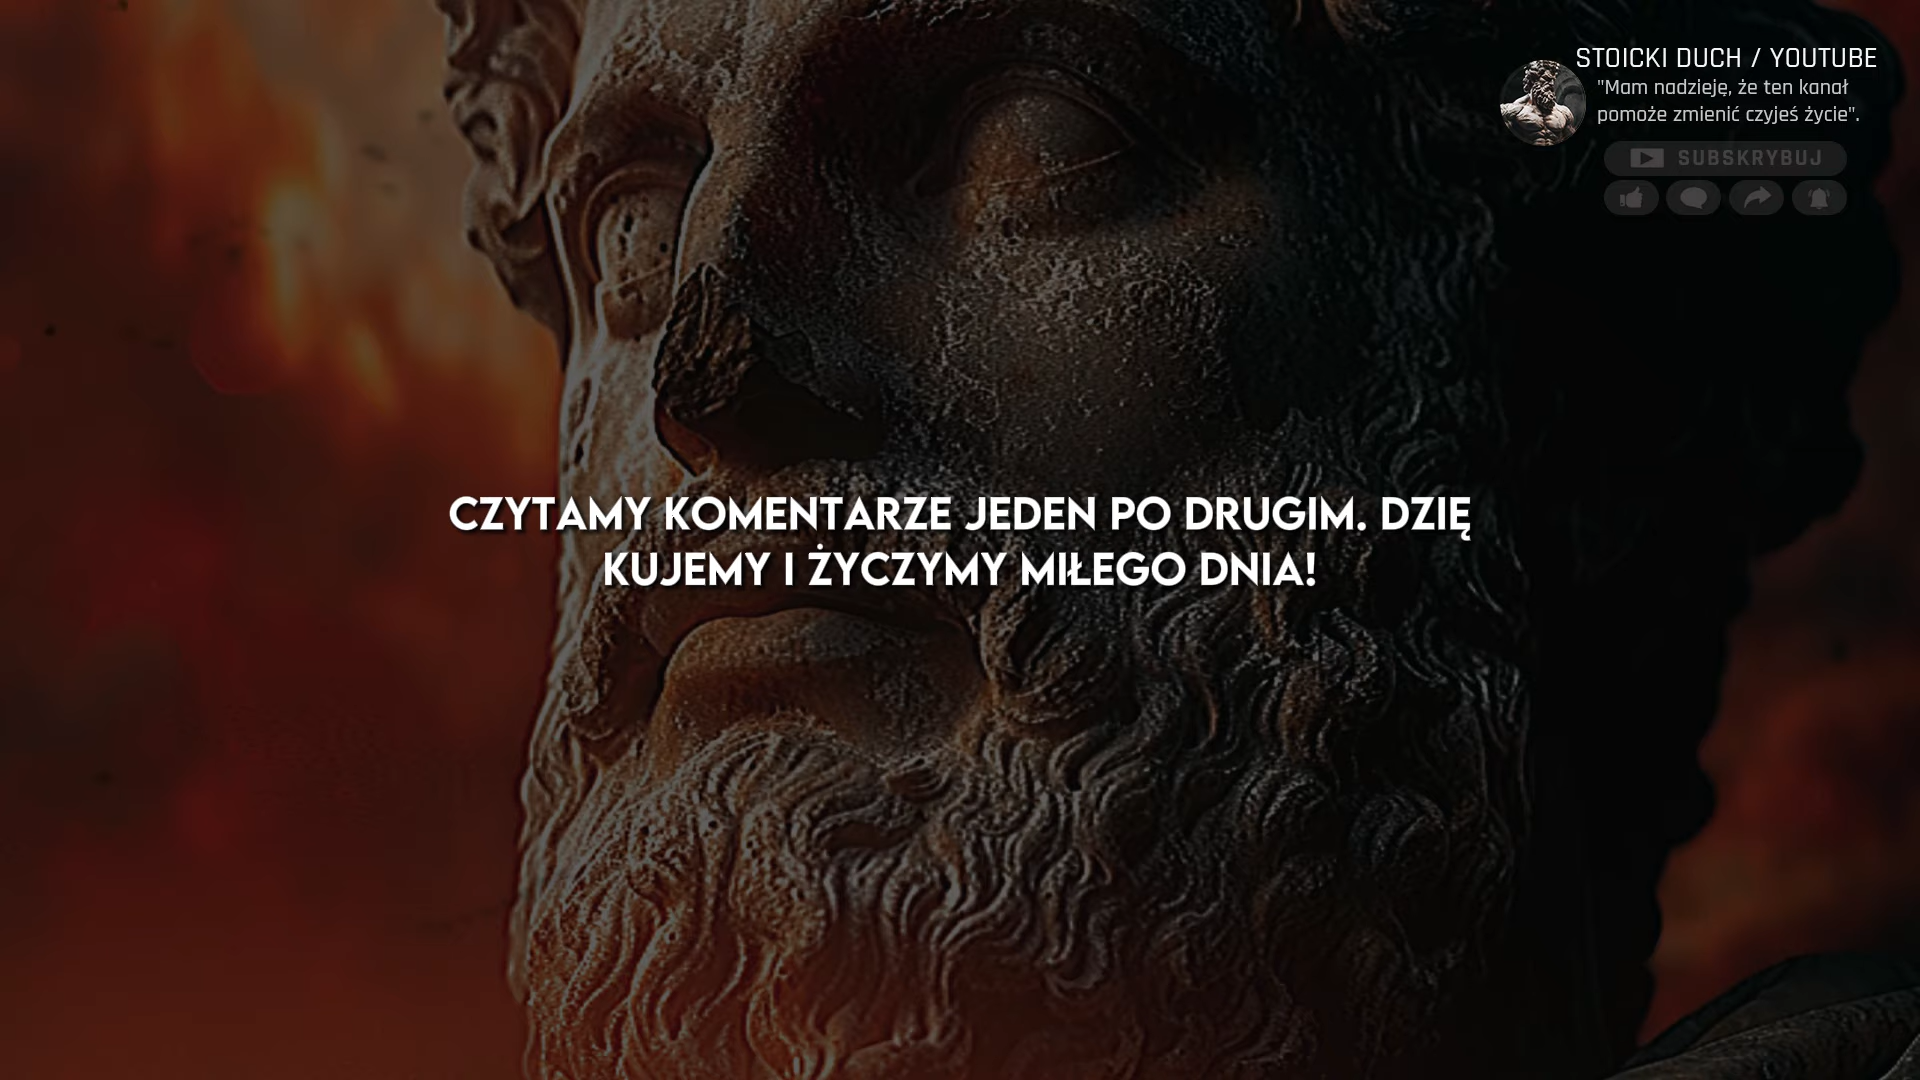 STOICKI DUCH / YOUTUBE
"Mam nadzieję, że ten kanał
pomoże zmienić czyjeś życie".
SUBSKRYBUJ
CZYTAMY KOMENTARZE JEDEN PO DRUGIM. DZIĘ
KUJEMY I ŻYCZYMY MIŁEGO DNIA!